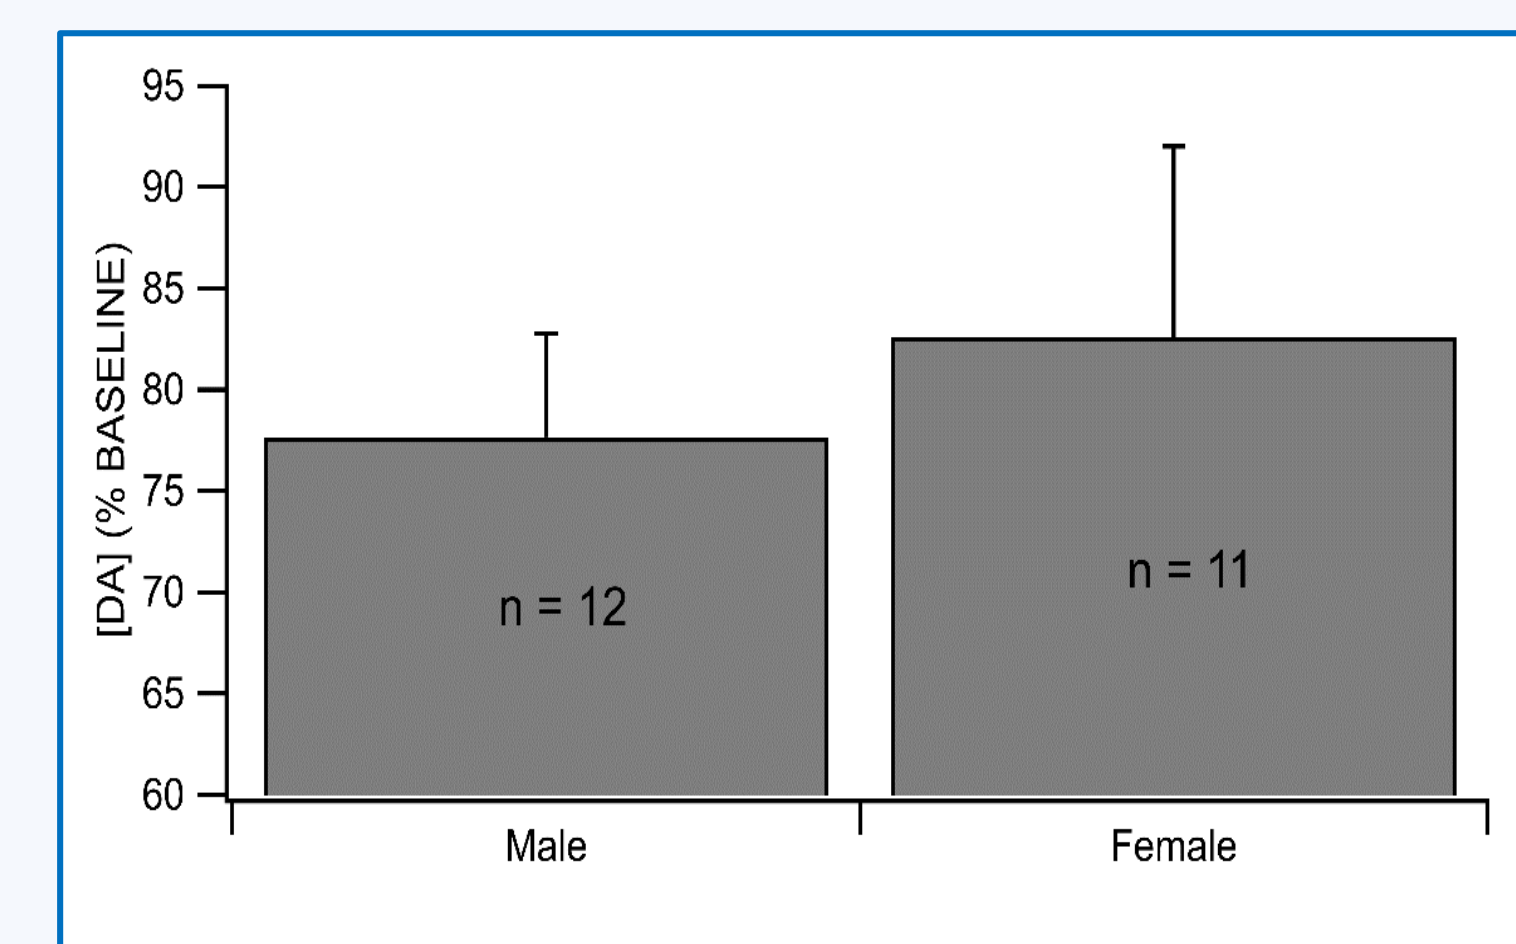 [DA] (% BASELINE)
95
90
85
80
75
70
65
60
n = 12
n = 11
Male
Female